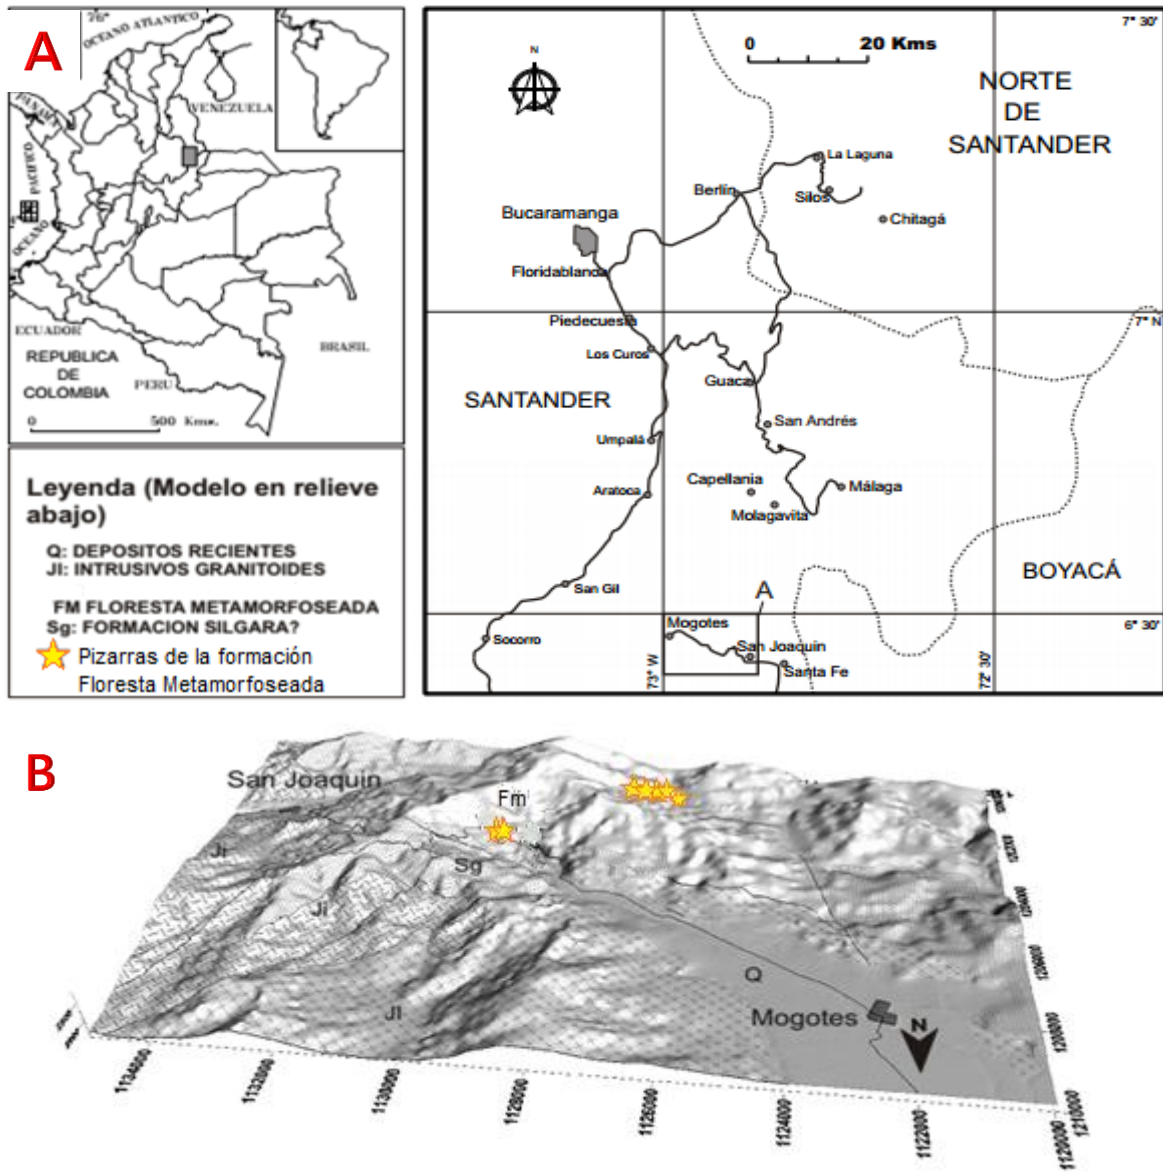 A
76°
OCEANO ATLANTICO
PANAMA
VENEZUELA
PACIFICO
OCEANO
ECUADOR
BRASIL
REPUBLICA
DE
COLOMBIA
PERU
0 500 Kms.
Leyenda (Modelo en relieve
abajo)
Q: DEPOSITOS RECIENTES
JI: INTRUSIVOS GRANITOIDES
FM FLORESTA METAMORFOSEADA
Sg: FORMACION SILGARA?
Pizarras de la formación
Floresta Metamorfoseada
7° 30'
0 20 Kms
N
NORTE
DE
SANTANDER
La Laguna
Berlín
Silos
Chitagá
Bucaramanga
Floridablanca
7° N
Piedecuesta
Los Curos
Guaca
SANTANDER
San Andrés
Umpalá
Capellania
Málaga
Aratoca
Molagavita
BOYACÁ
San Gil
A
6° 30'
Mogotes
Socorro
San Joaquin
Santa Fe
73° W
72° 30'
B
San Joaquin
Fm
Ji
Sg
Ji
Q
JI
Mogotes
N
1134000
1132000
1130000
1128000
1126000
1124000
1122000
1120000
1210000